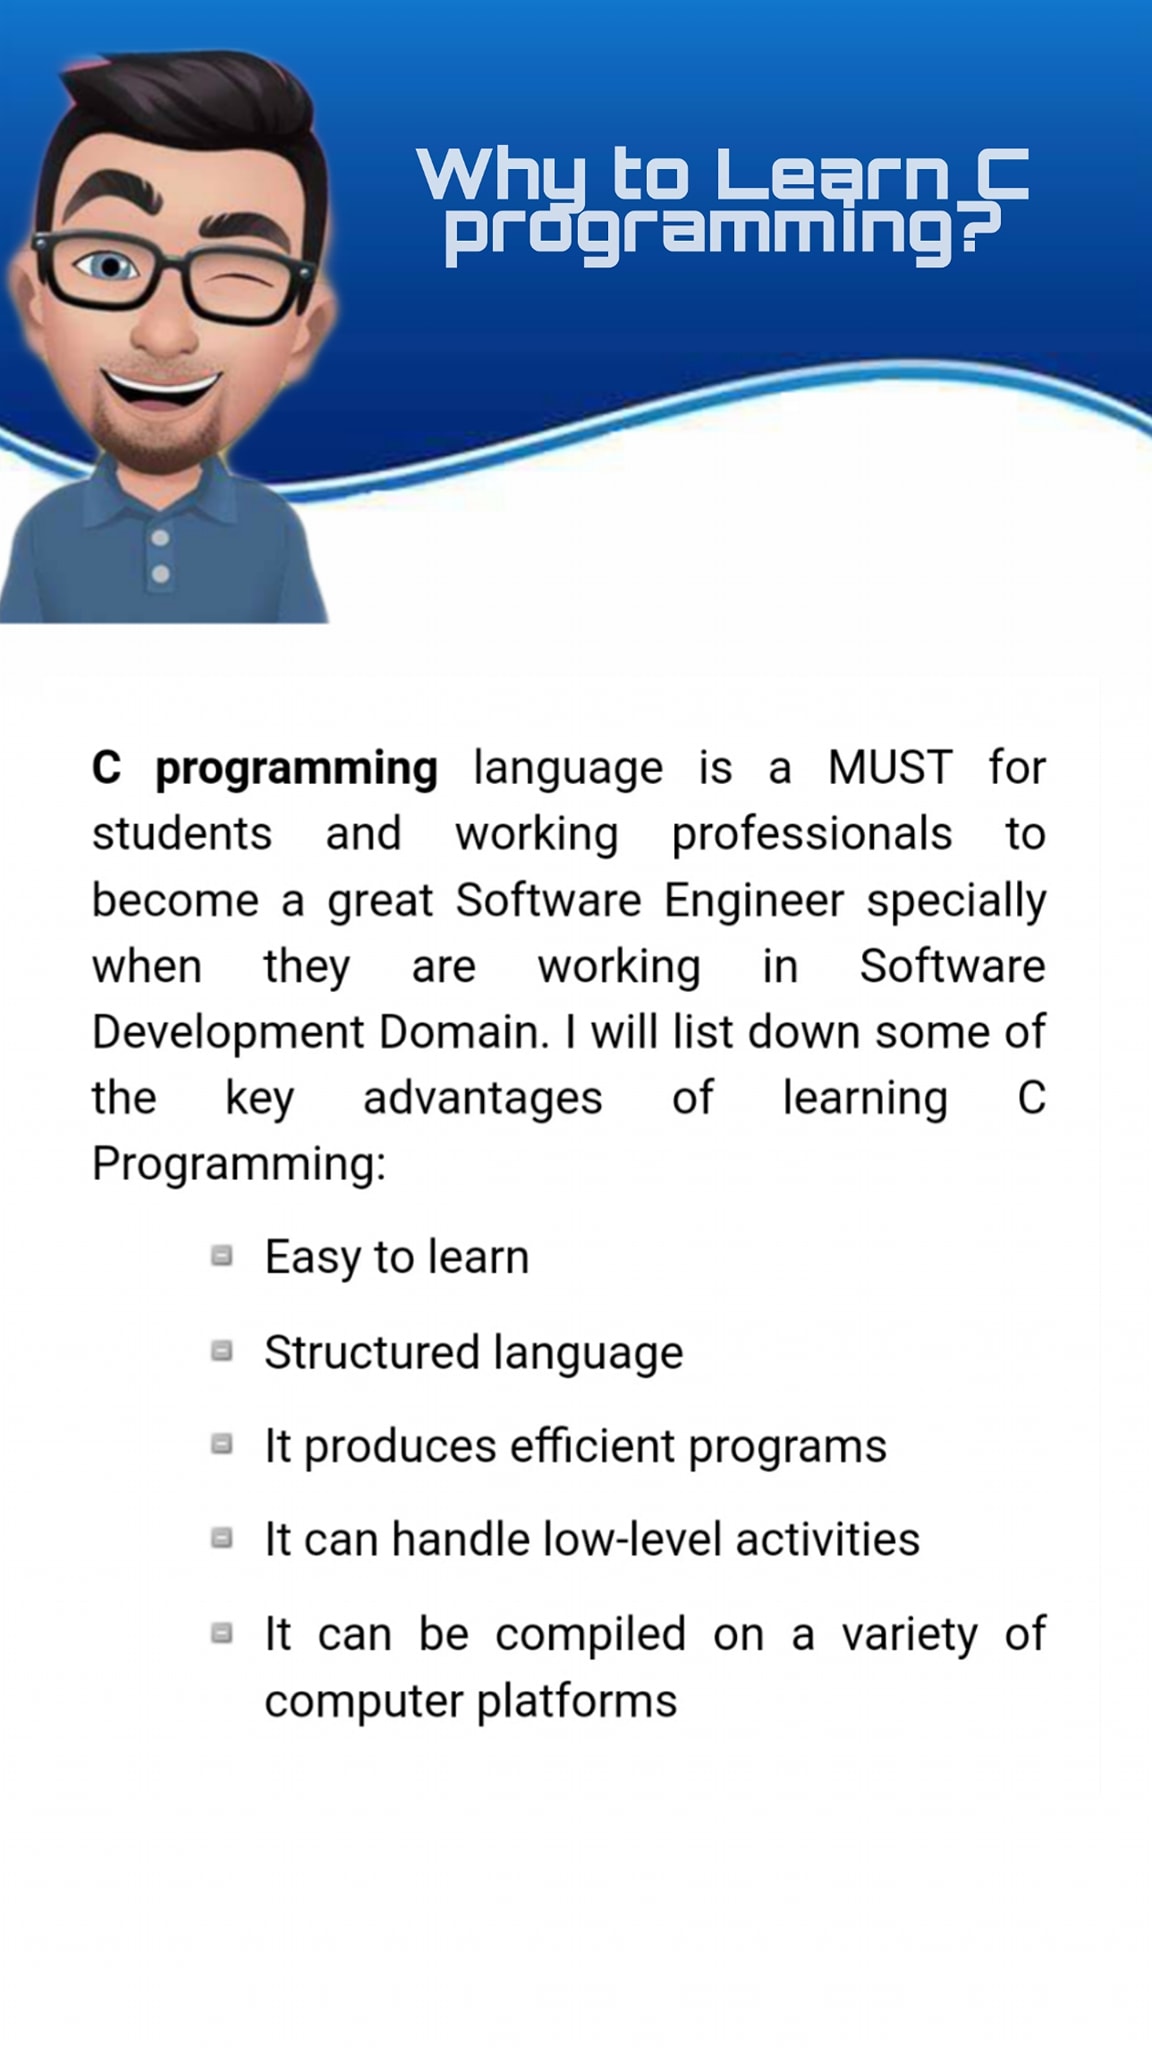 Why to Learn C
programming?
C programming language is a MUST for
students and working professionals to
become a great Software Engineer specially
when they are working in Software
Development Domain. I will list down some of
the key advantages of learning C
Programming:
Easy to learn
Structured language
It produces efficient programs
It can handle low-level activities
It can be compiled on a variety of
computer platforms